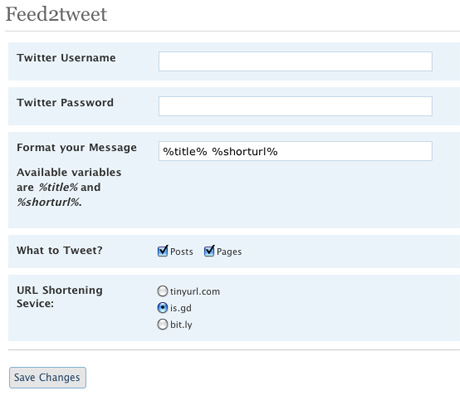 Feed2tweet
Twitter Username
Twitter Password
Format your Message
%title% %shorturl%
Available variables
are %title% and
%shorturl%.
What to Tweet?
Posts
Pages
URL Shortening
Sevice:
tinyurl.com
is.gd
bit.ly
Save Changes